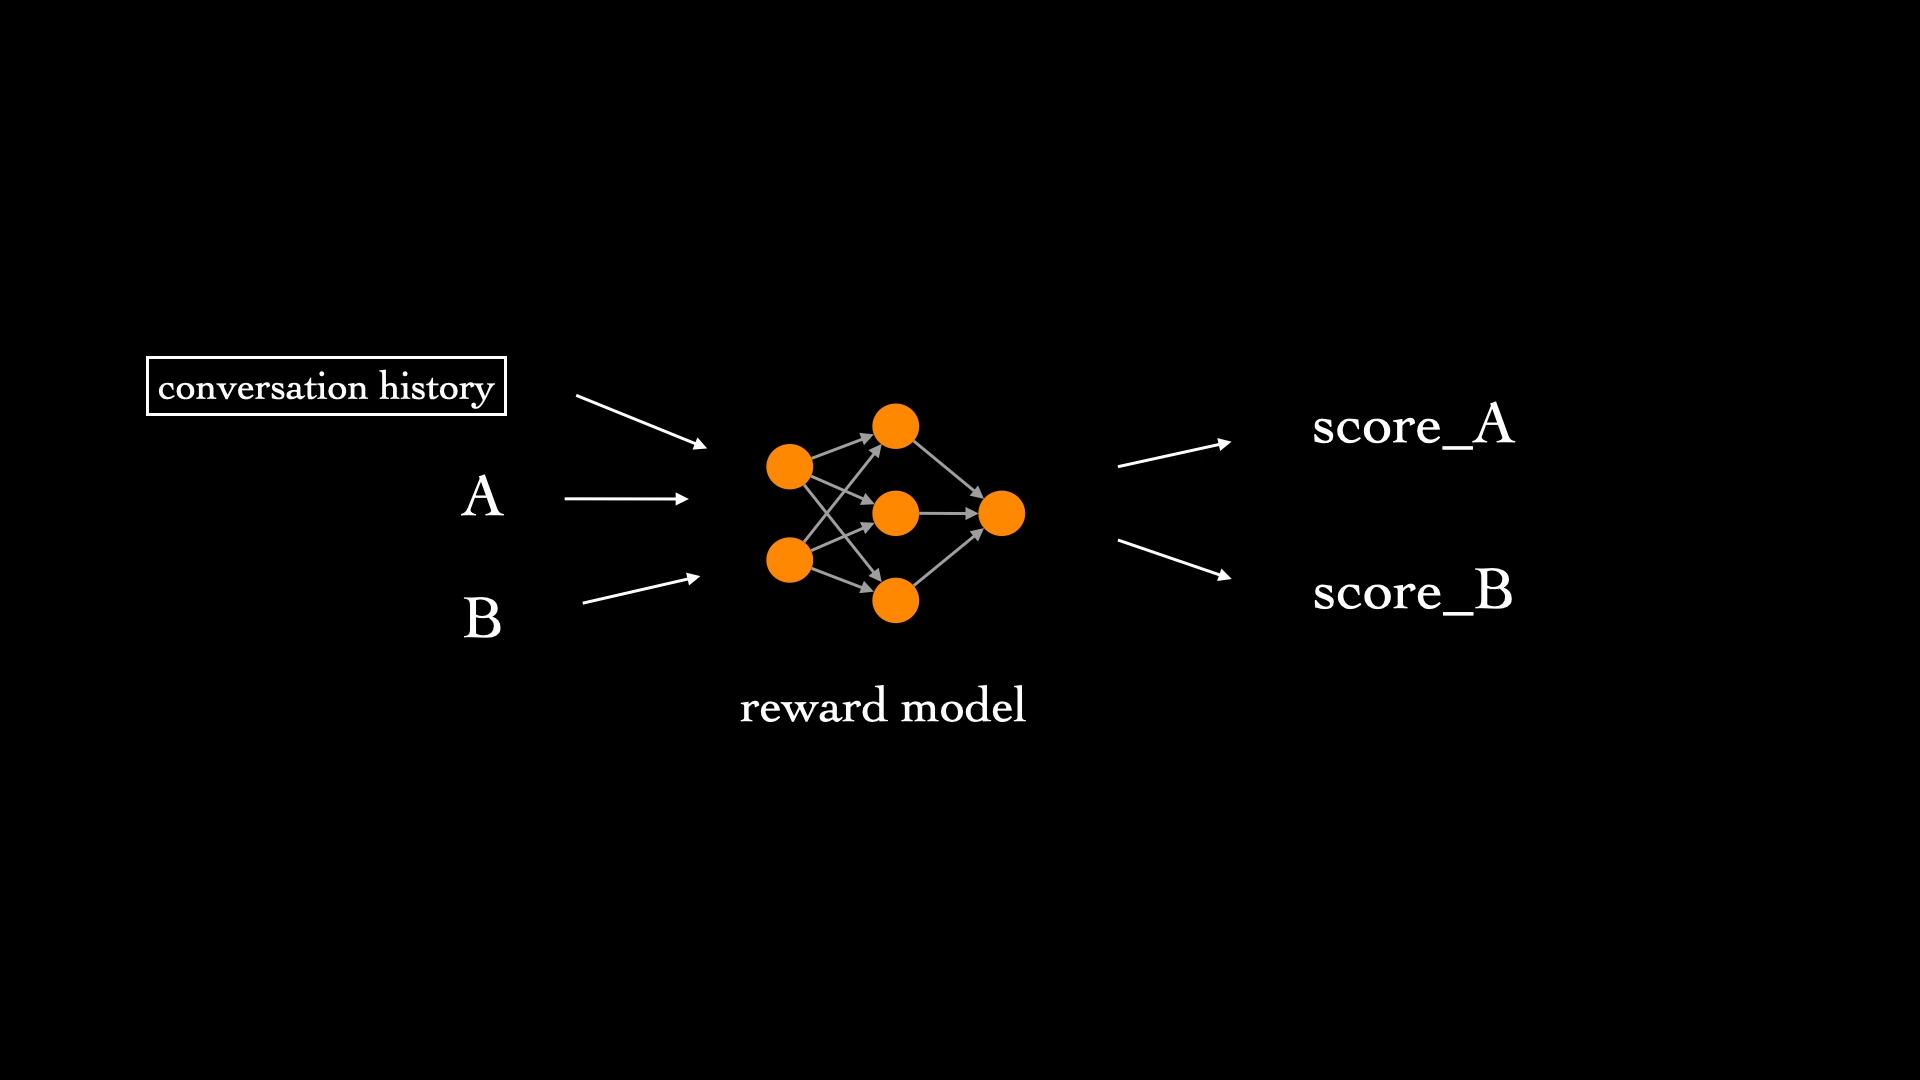 conversation history
A
B
reward model
score_A
score_B